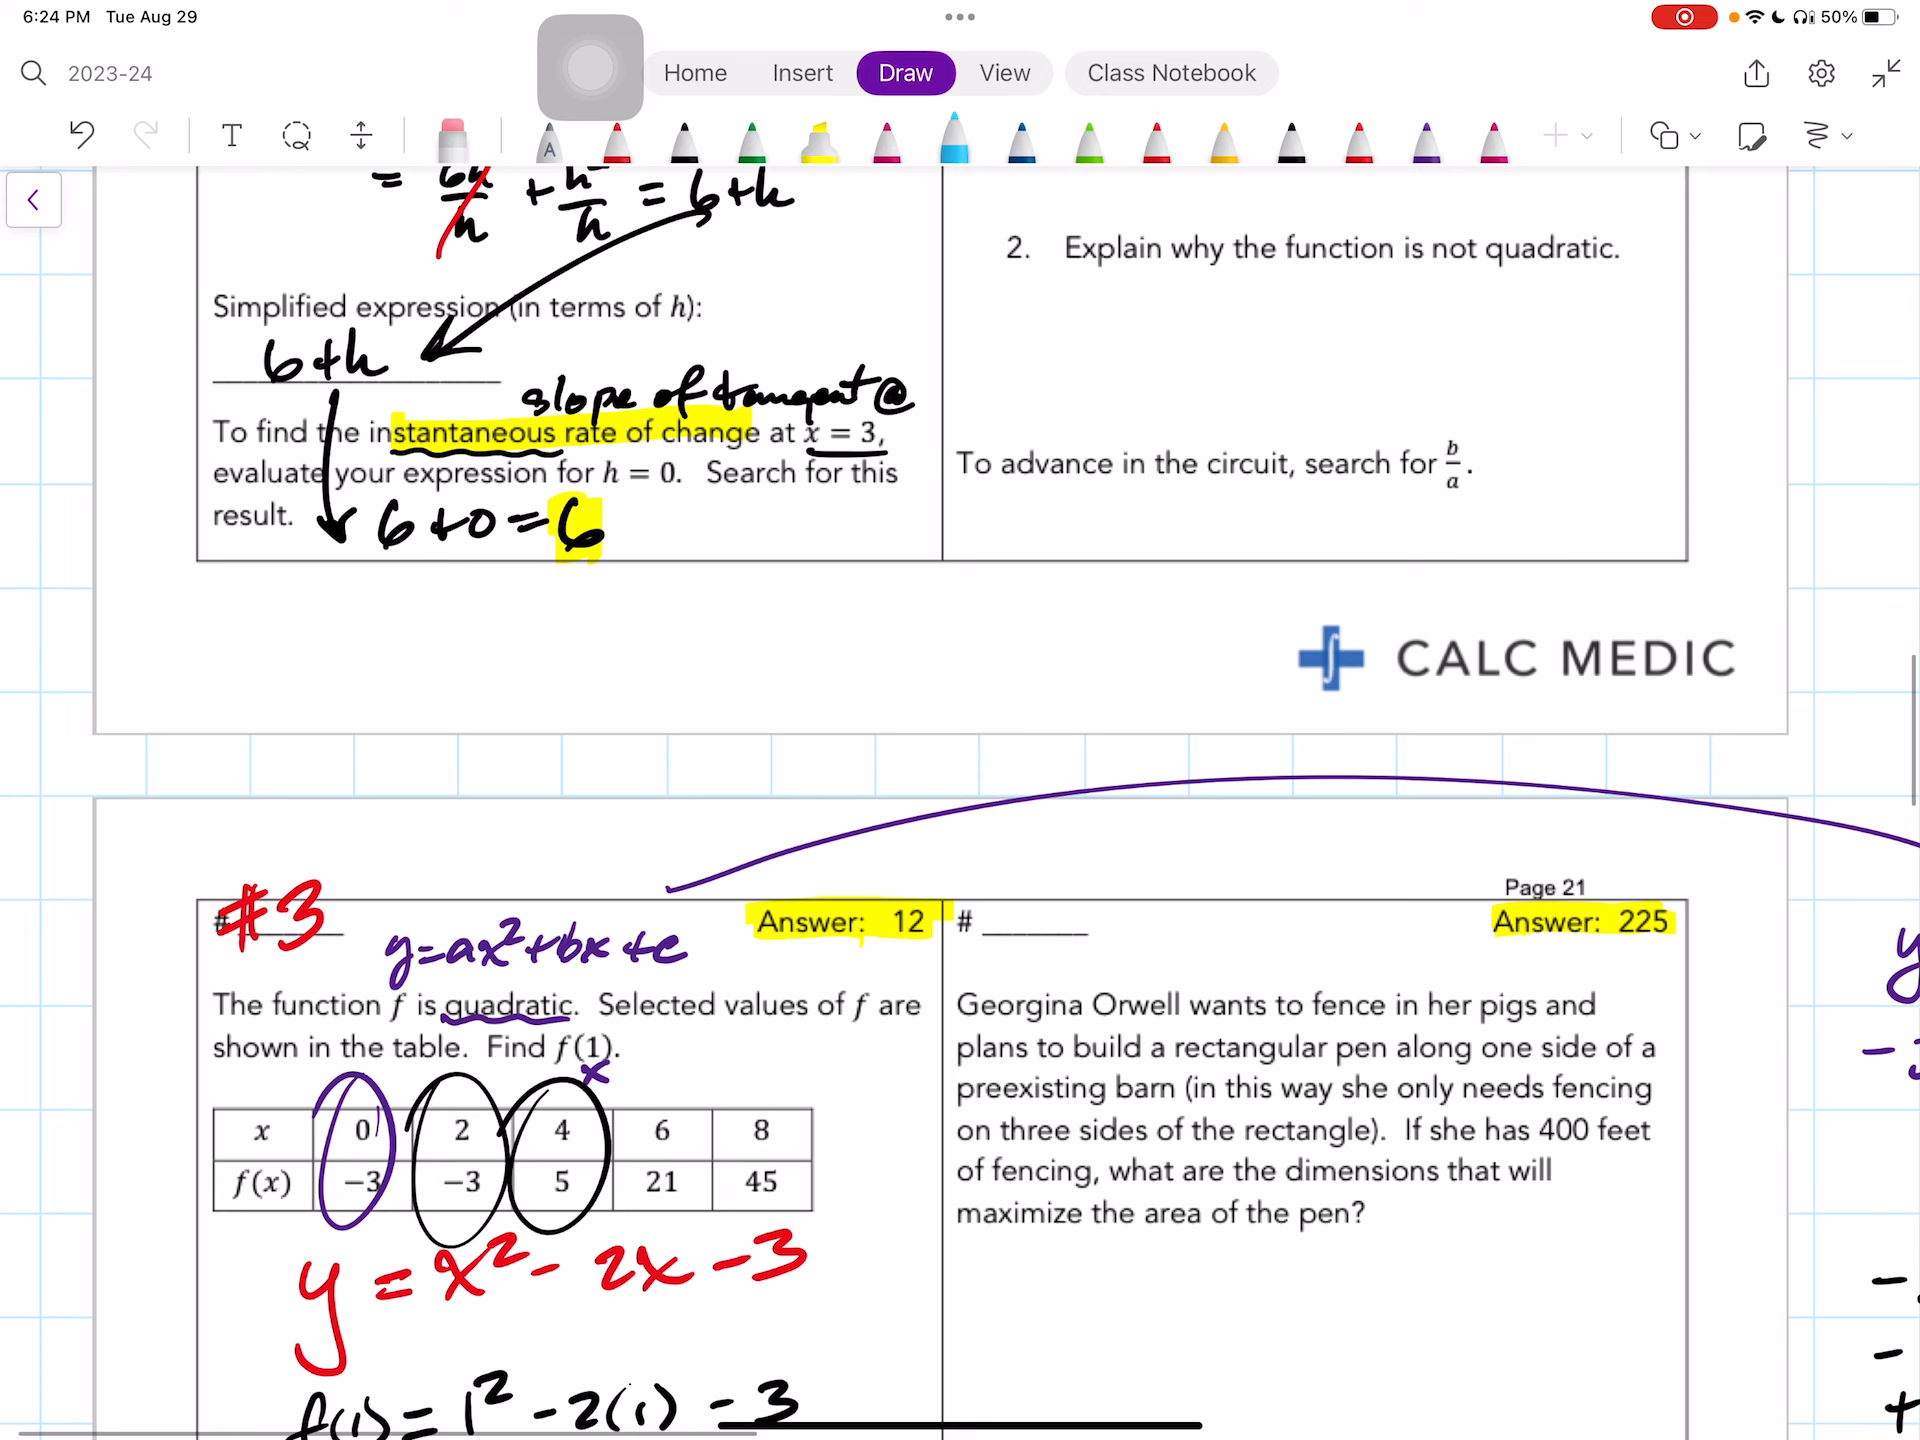 6:24 PM Tue Aug 29
50%
2023-24
Home Insert Draw View Class Notebook
T
A
= 6h/h + h²/h = 6+h
Simplified expression (in terms of h):
6+h
slope of tangent @
To find the instantaneous rate of change at x = 3,
evaluate your expression for h = 0. Search for this
result.
6+0=6
2. Explain why the function is not quadratic.
To advance in the circuit, search for b/a.
CALC MEDIC
Page 21
#3
Answer: 12
y=ax²+bx+c
The function f is quadratic. Selected values of f are
shown in the table. Find f(1).
x
x 0 2 4 6 8
f(x) −3 −3 5 21 45
y = x² - 2x - 3
f(1) = 1² - 2(1) - 3
# ______ Answer: 225
Georgina Orwell wants to fence in her pigs and
plans to build a rectangular pen along one side of a
preexisting barn (in this way she only needs fencing
on three sides of the rectangle). If she has 400 feet
of fencing, what are the dimensions that will
maximize the area of the pen?
y